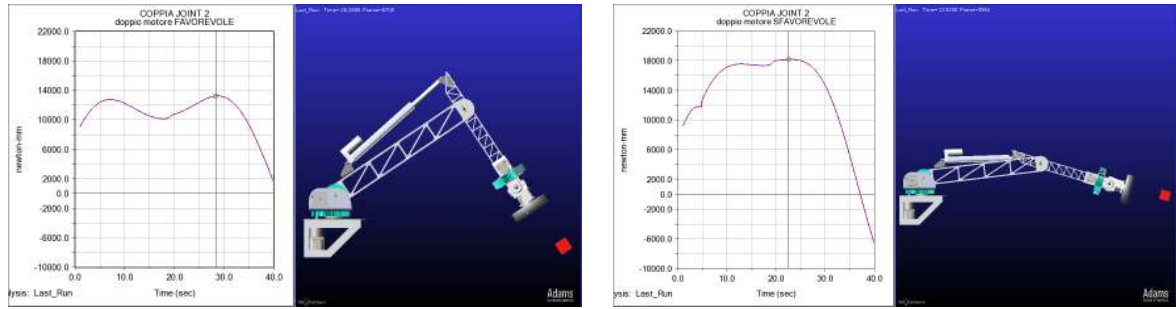 COPPIA JOINT 2
doppio motore FAVOREVOLE
22000.0
18000.0
14000.0
10000.0
6000.0
2000.0
0.0
-2000.0
-6000.0
-10000.0
newton-mm
0.0
10.0
20.0
30.0
40.0
lysis: Last_Run
Time (sec)
Adams
COPPIA JOINT 2
doppio motore SFAVOREVOLE
22000.0
18000.0
14000.0
10000.0
6000.0
2000.0
0.0
-2000.0
-6000.0
-10000.0
newton-mm
0.0
10.0
20.0
30.0
40.0
ysis: Last_Run
Time (sec)
Adams